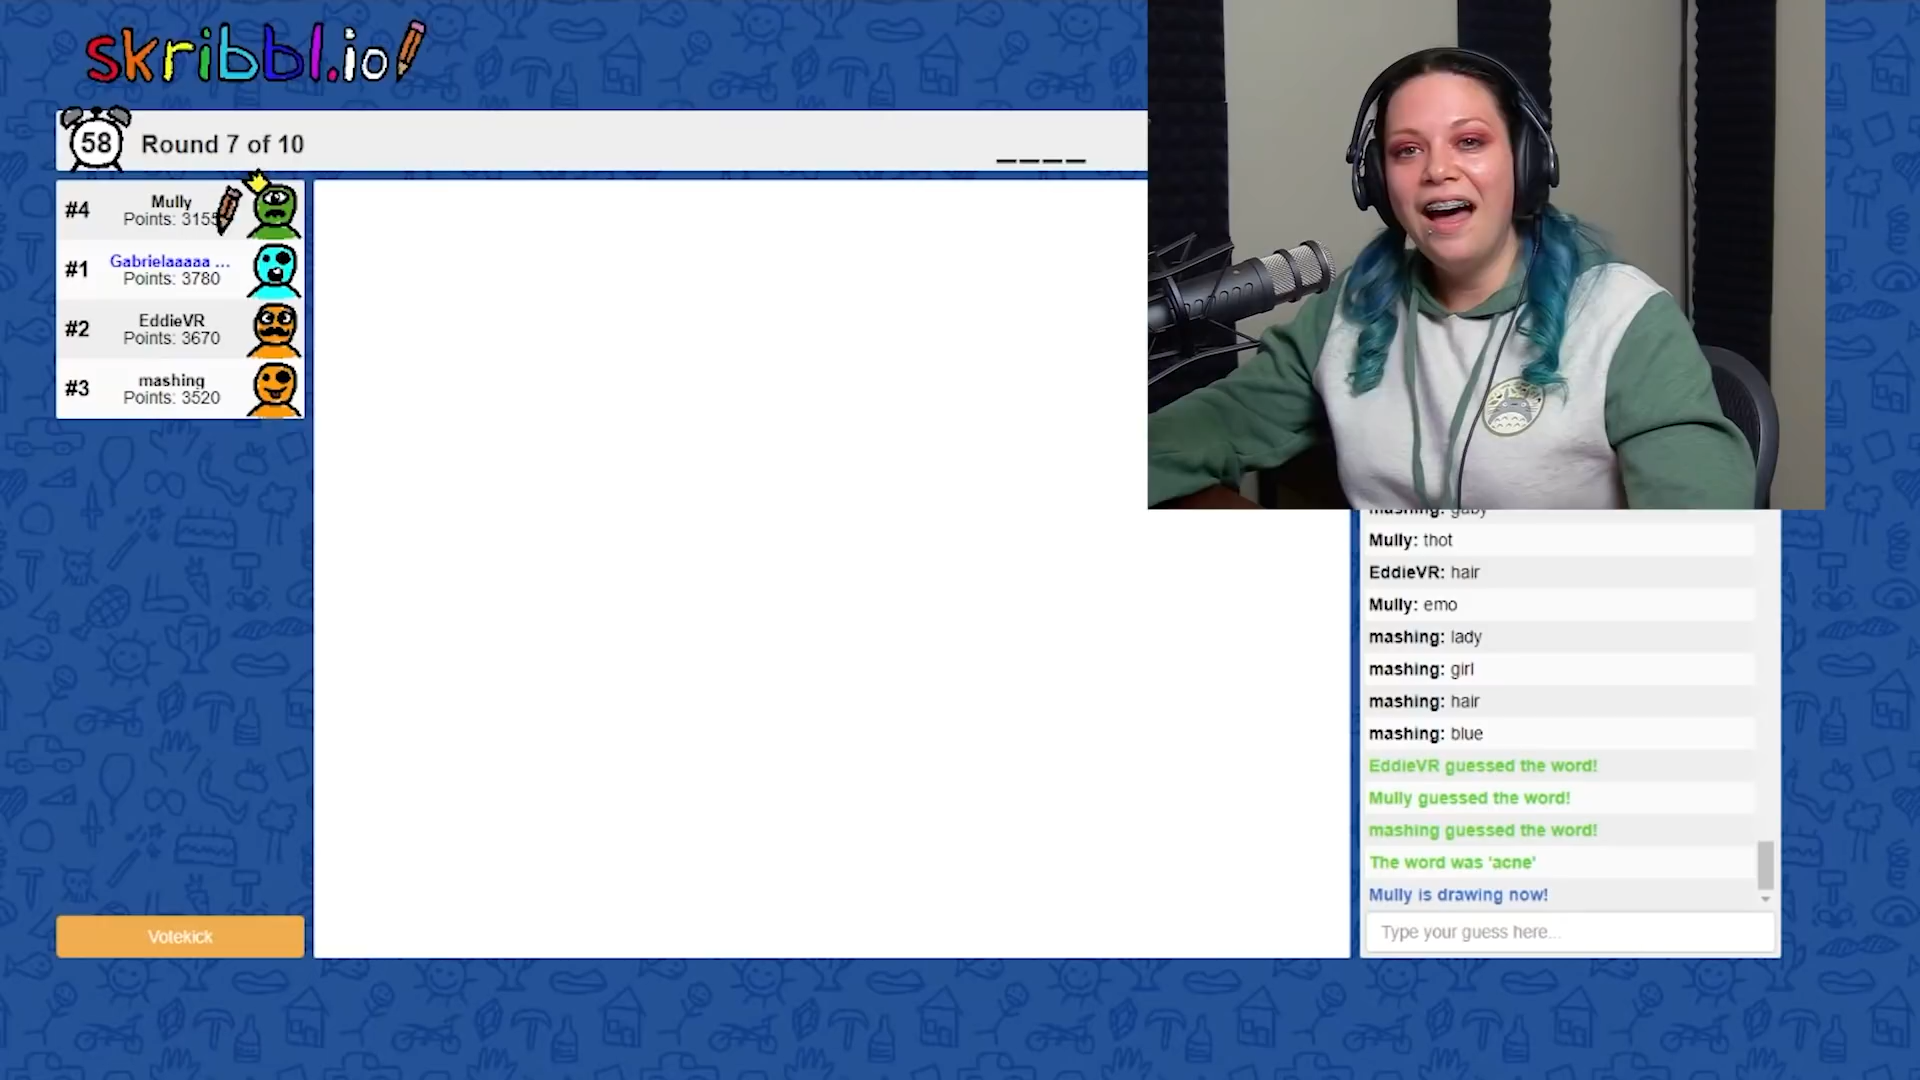 skribbl.io
58
Round 7 of 10
____
#4
Mully
Points: 3155
#1
Gabrielaaaaa ...
Points: 3780
#2
EddieVR
Points: 3670
#3
mashing
Points: 3520
mashing: gaby
Mully: thot
EddieVR: hair
Mully: emo
mashing: lady
mashing: girl
mashing: hair
mashing: blue
EddieVR guessed the word!
Mully guessed the word!
mashing guessed the word!
The word was 'acne'
Mully is drawing now!
Type your guess here...
Votekick